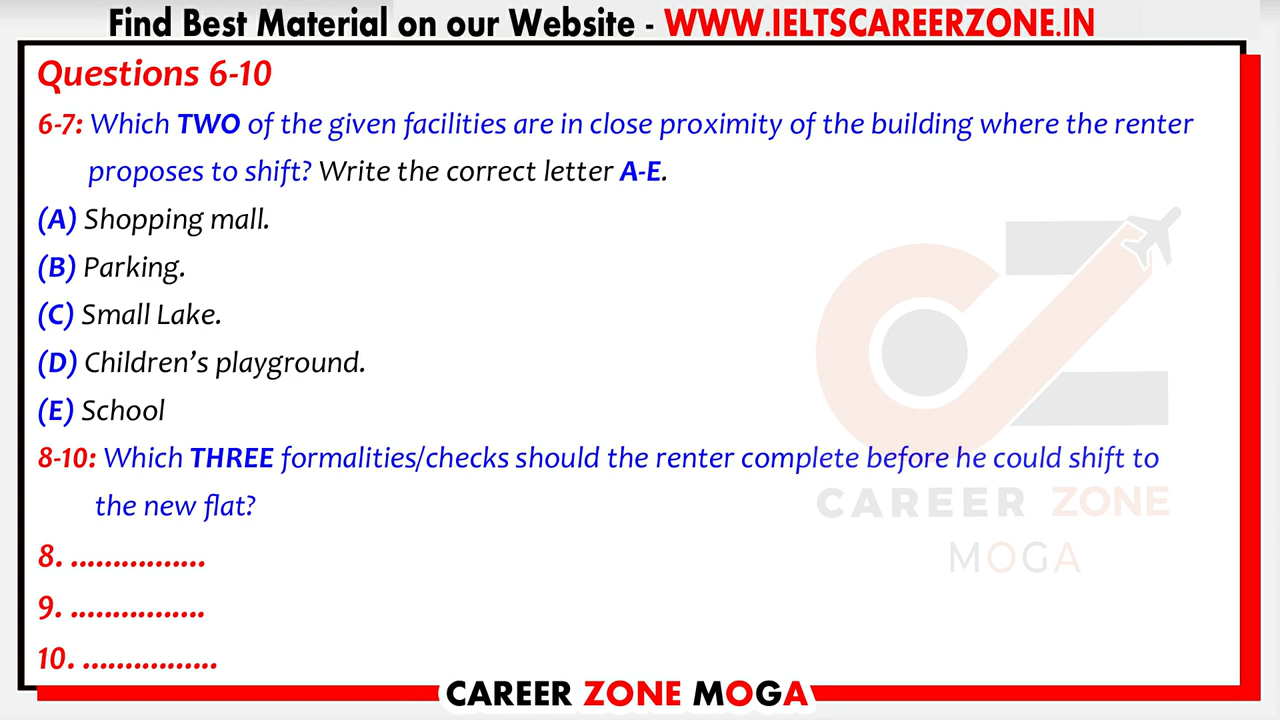 Find Best Material on our Website - WWW.IELTSCAREERZONE.IN
Questions 6-10
6-7: Which TWO of the given facilities are in close proximity of the building where the renter
proposes to shift? Write the correct letter A-E.
(A) Shopping mall.
(B) Parking.
(C) Small Lake.
(D) Children's playground.
(E) School
8-10: Which THREE formalities/checks should the renter complete before he could shift to
the new flat?
CAREER ZONE
MOGA
8. ................
9. ................
10. ................
CAREER ZONE MOGA